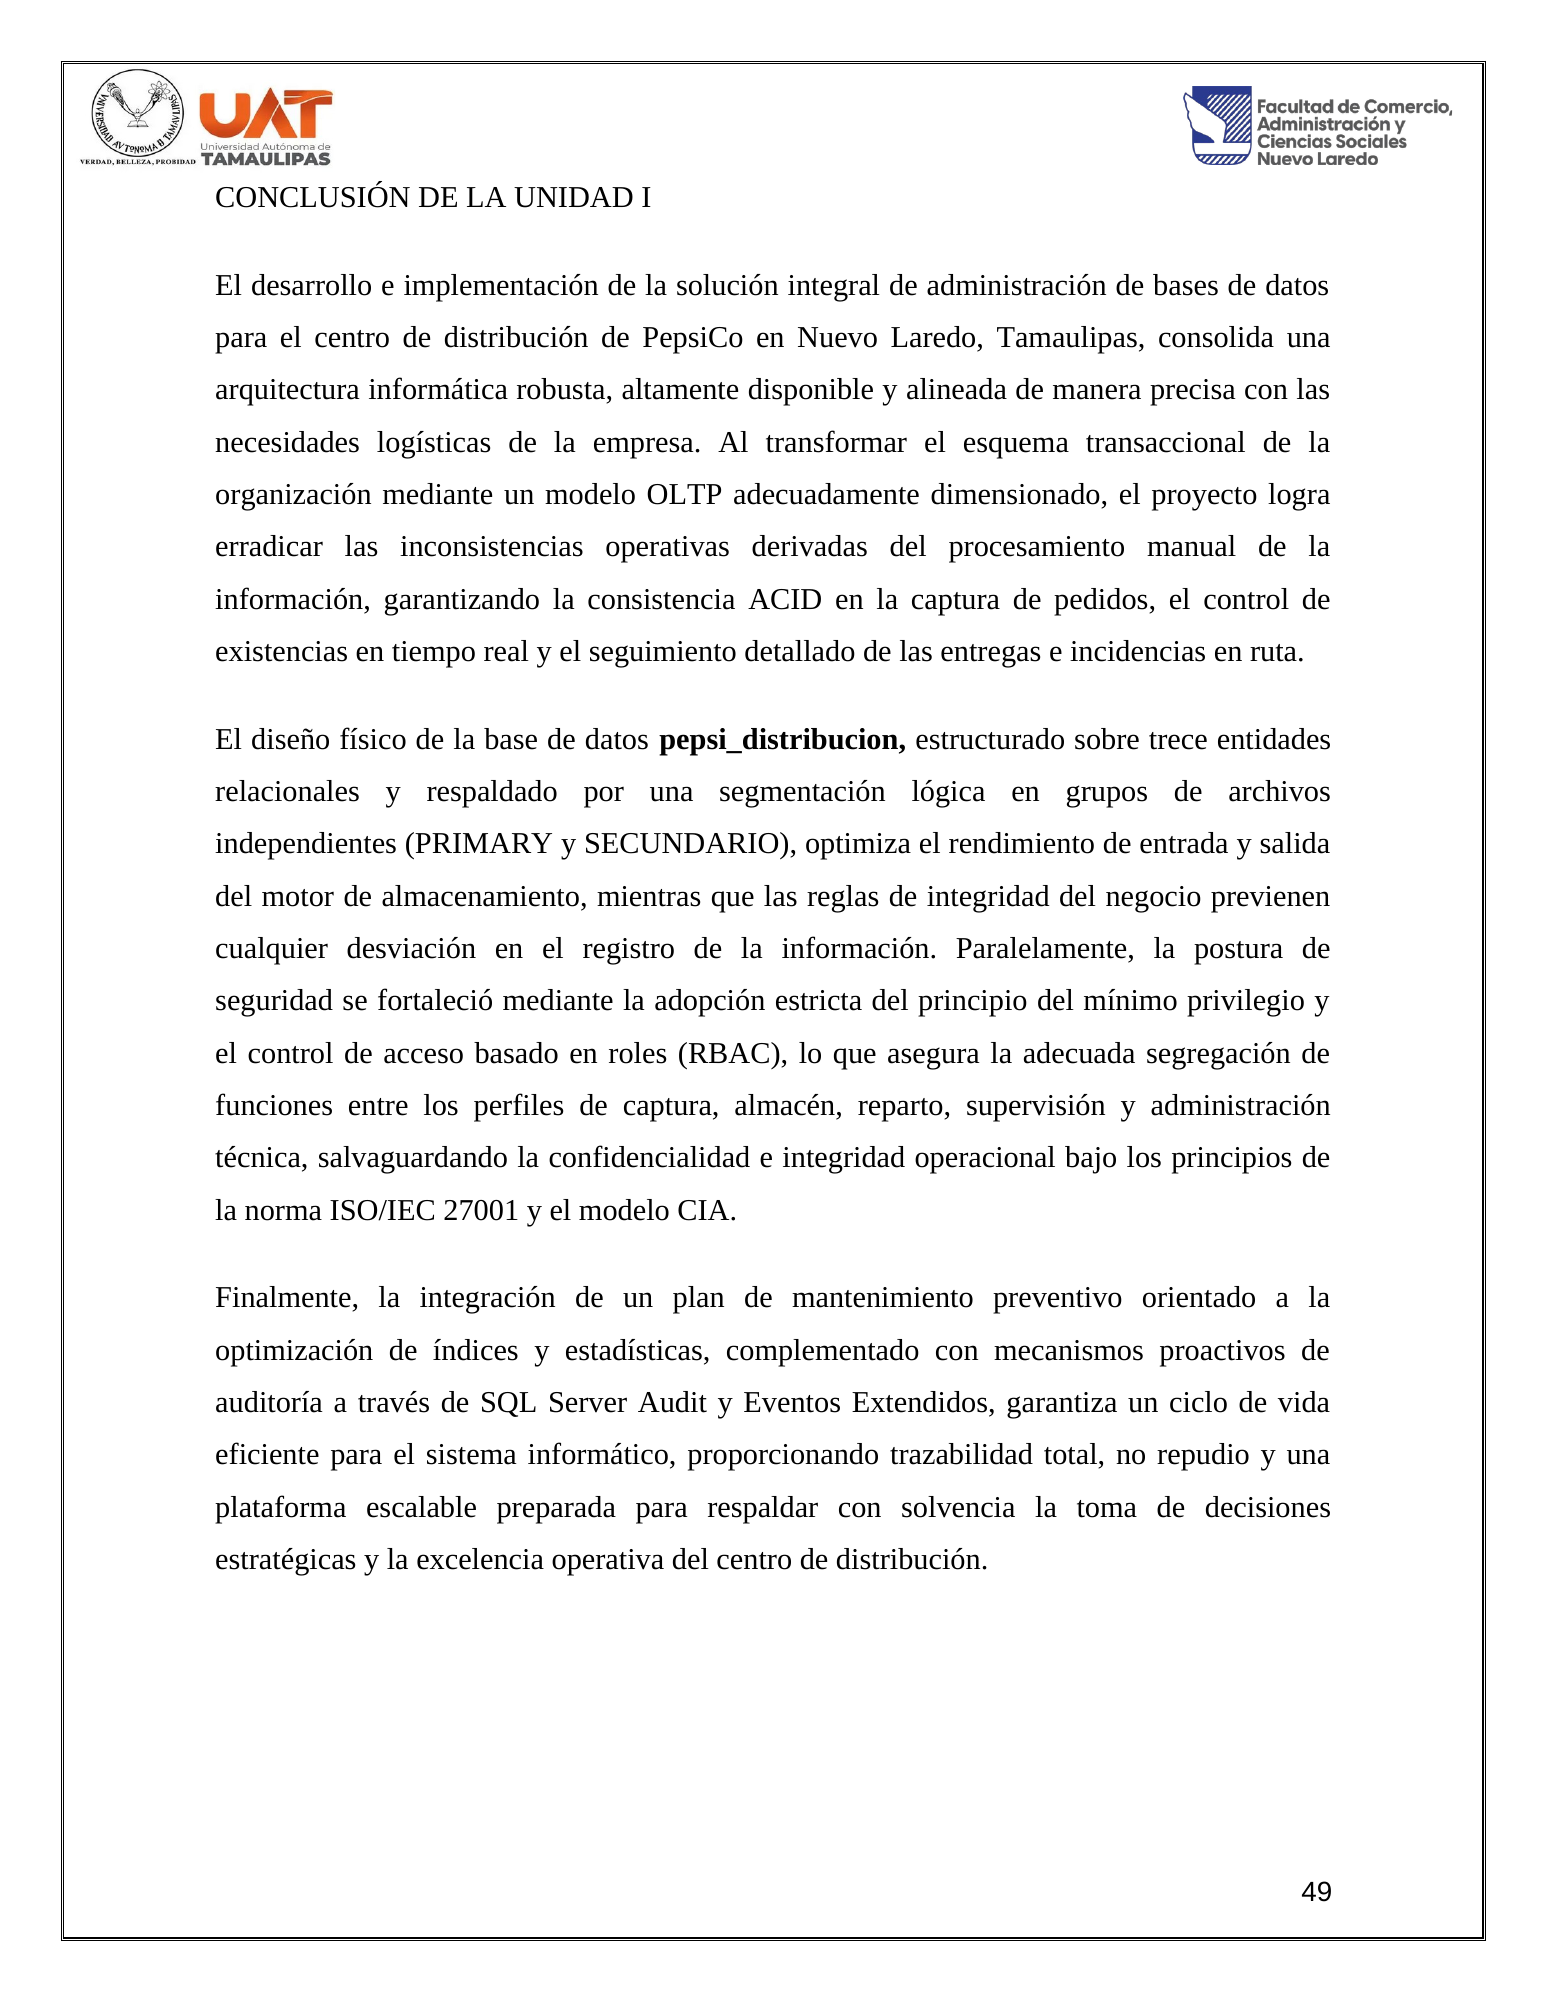 VNIVERSIDAD AVTONOMA D TAMAVLIPAS
VERDAD, BELLEZA, PROBIDAD
UAT
Universidad Autónoma de
TAMAULIPAS
Facultad de Comercio,
Administración y
Ciencias Sociales
Nuevo Laredo
CONCLUSIÓN DE LA UNIDAD I
El desarrollo e implementación de la solución integral de administración de bases de datos
para el centro de distribución de PepsiCo en Nuevo Laredo, Tamaulipas, consolida una
arquitectura informática robusta, altamente disponible y alineada de manera precisa con las
necesidades logísticas de la empresa. Al transformar el esquema transaccional de la
organización mediante un modelo OLTP adecuadamente dimensionado, el proyecto logra
erradicar las inconsistencias operativas derivadas del procesamiento manual de la
información, garantizando la consistencia ACID en la captura de pedidos, el control de
existencias en tiempo real y el seguimiento detallado de las entregas e incidencias en ruta.
El diseño físico de la base de datos pepsi_distribucion, estructurado sobre trece entidades
relacionales y respaldado por una segmentación lógica en grupos de archivos
independientes (PRIMARY y SECUNDARIO), optimiza el rendimiento de entrada y salida
del motor de almacenamiento, mientras que las reglas de integridad del negocio previenen
cualquier desviación en el registro de la información. Paralelamente, la postura de
seguridad se fortaleció mediante la adopción estricta del principio del mínimo privilegio y
el control de acceso basado en roles (RBAC), lo que asegura la adecuada segregación de
funciones entre los perfiles de captura, almacén, reparto, supervisión y administración
técnica, salvaguardando la confidencialidad e integridad operacional bajo los principios de
la norma ISO/IEC 27001 y el modelo CIA.
Finalmente, la integración de un plan de mantenimiento preventivo orientado a la
optimización de índices y estadísticas, complementado con mecanismos proactivos de
auditoría a través de SQL Server Audit y Eventos Extendidos, garantiza un ciclo de vida
eficiente para el sistema informático, proporcionando trazabilidad total, no repudio y una
plataforma escalable preparada para respaldar con solvencia la toma de decisiones
estratégicas y la excelencia operativa del centro de distribución.
49